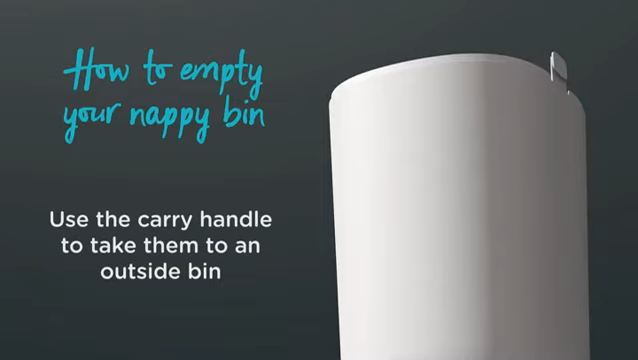 How to empty
your nappy bin
Use the carry handle
to take them to an
outside bin